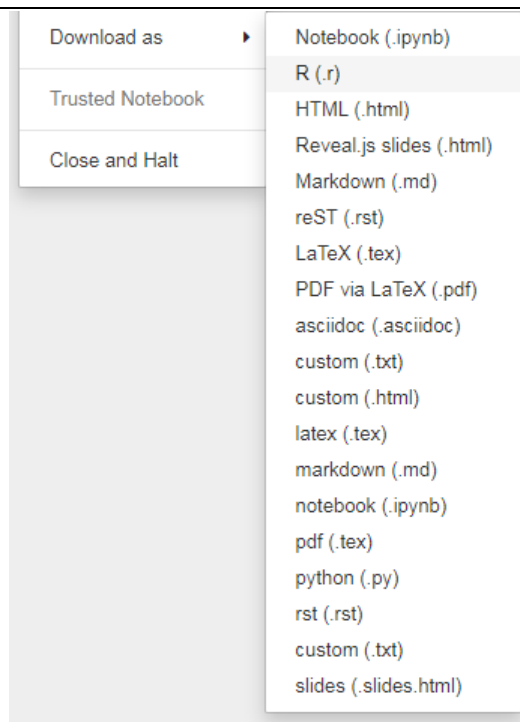 Download as
Trusted Notebook
Close and Halt
Notebook (.ipynb)
R (.r)
HTML (.html)
Reveal.js slides (.html)
Markdown (.md)
reST (.rst)
LaTeX (.tex)
PDF via LaTeX (.pdf)
asciidoc (.asciidoc)
custom (.txt)
custom (.html)
latex (.tex)
markdown (.md)
notebook (.ipynb)
pdf (.tex)
python (.py)
rst (.rst)
custom (.txt)
slides (.slides.html)